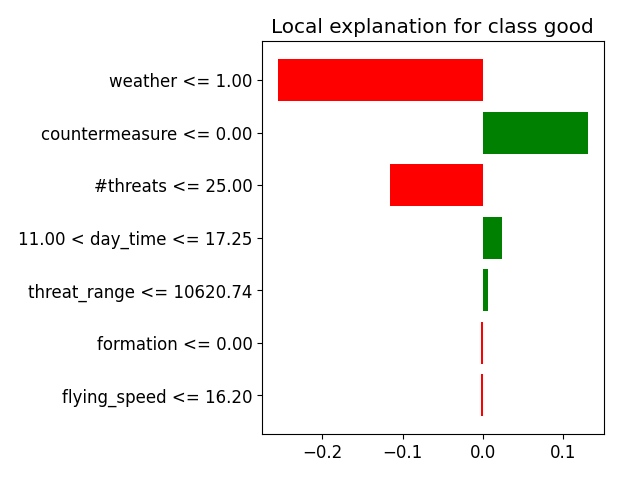 Local explanation for class good
weather <= 1.00
countermeasure <= 0.00
#threats <= 25.00
11.00 < day_time <= 17.25
threat_range <= 10620.74
formation <= 0.00
flying_speed <= 16.20
−0.2 −0.1 0.0 0.1